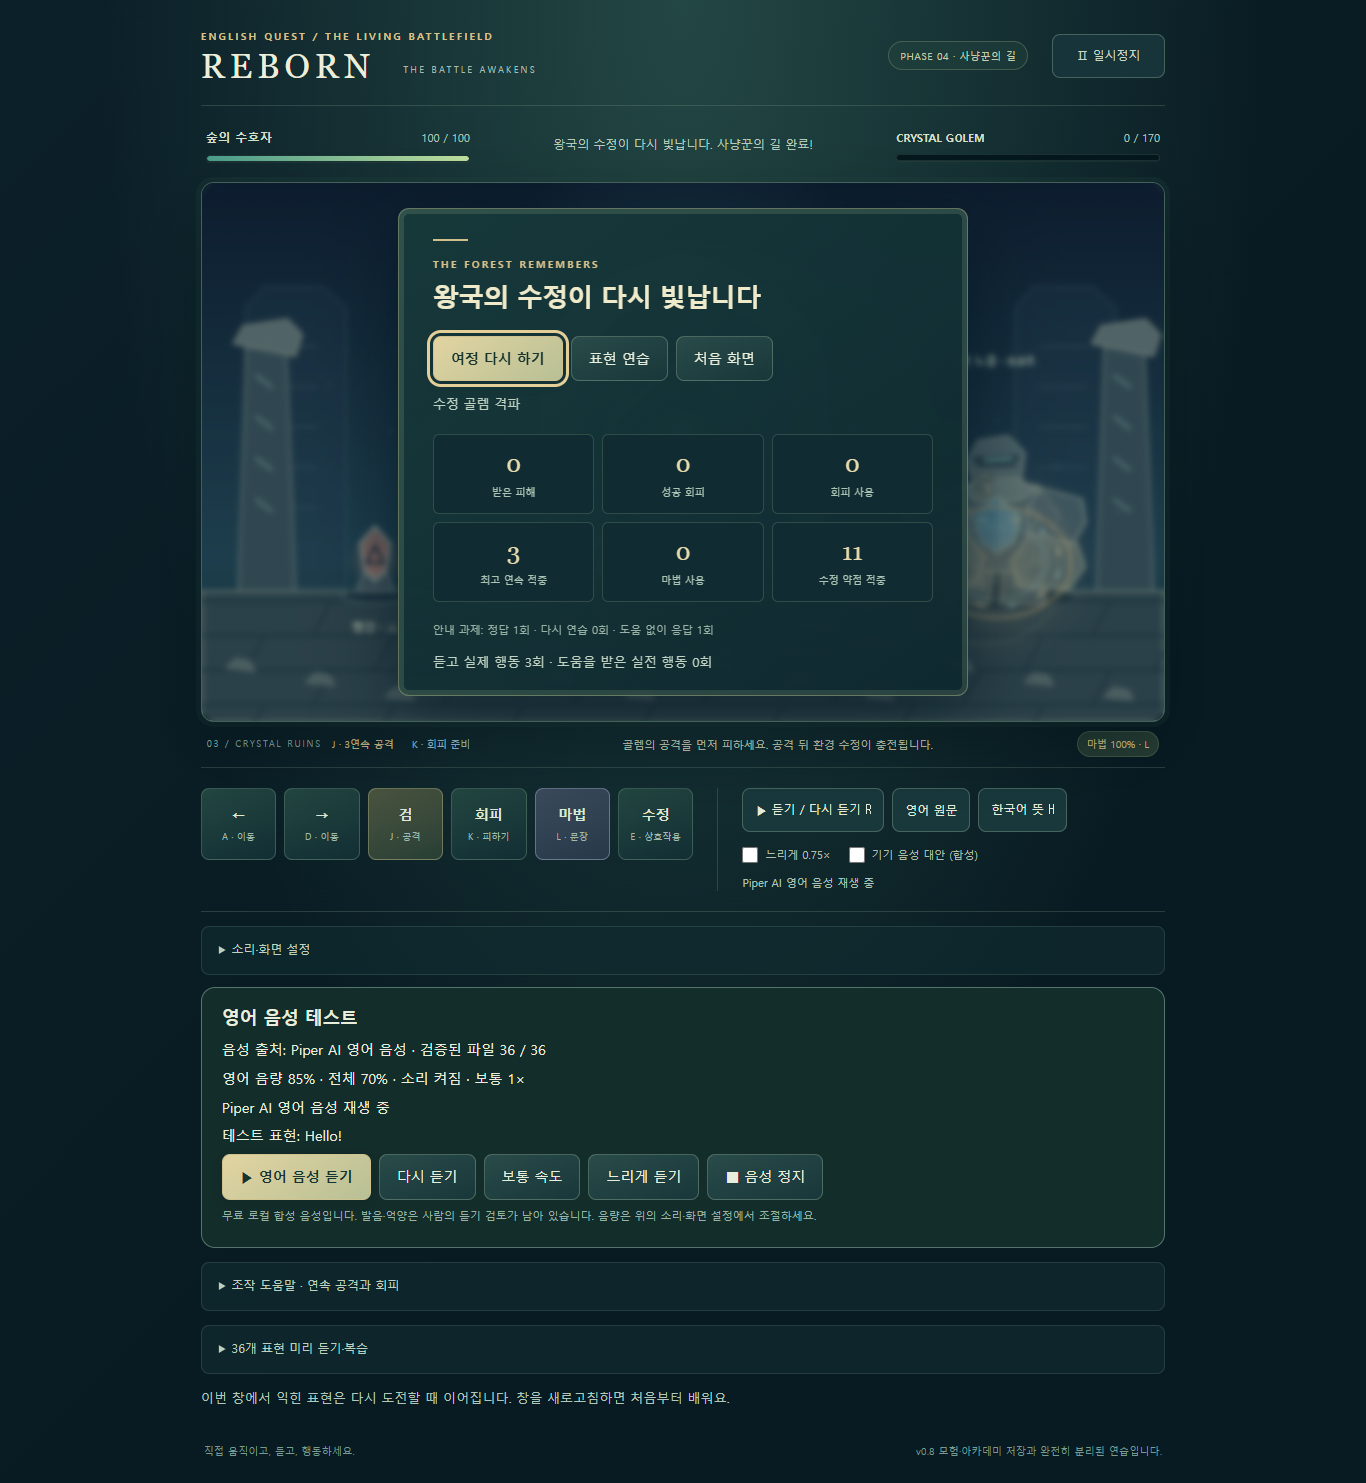 ENGLISH QUEST / THE LIVING BATTLEFIELD
REBORN THE BATTLE AWAKENS
PHASE 04 · 사냥꾼의 길
Ⅱ 일시정지
숲의 수호자 100 / 100
왕국의 수정이 다시 빛납니다. 사냥꾼의 길 완료!
CRYSTAL GOLEM 0 / 170
THE FOREST REMEMBERS
왕국의 수정이 다시 빛납니다
여정 다시 하기 표현 연습 처음 화면
수정 골렘 격파
0 0 0
받은 피해 성공 회피 회피 사용
3 0 11
최고 연속 적중 마법 사용 수정 약점 적중
안내 과제: 정답 1회 · 다시 연습 0회 · 도움 없이 응답 1회
듣고 실제 행동 3회 · 도움을 받은 실전 행동 0회
03 / CRYSTAL RUINS J · 3연속 공격 K · 회피 준비
골렘의 공격을 먼저 피하세요. 공격 뒤 환경 수정이 충전됩니다.
마법 100% · L
← → 검 회피 마법 수정
A · 이동 D · 이동 J · 공격 K · 피하기 L · 문장 E · 상호작용
▶ 듣기 / 다시 듣기 R 영어 원문 한국어 뜻 H
느리게 0.75× 기기 음성 대안 (합성)
Piper AI 영어 음성 재생 중
▶ 소리·화면 설정
영어 음성 테스트
음성 출처: Piper AI 영어 음성 · 검증된 파일 36 / 36
영어 음량 85% · 전체 70% · 소리 켜짐 · 보통 1×
Piper AI 영어 음성 재생 중
테스트 표현: Hello!
▶ 영어 음성 듣기 다시 듣기 보통 속도 느리게 듣기 ■ 음성 정지
무료 로컬 합성 음성입니다. 발음·억양은 사람의 듣기 검토가 남아 있습니다. 음량은 위의 소리·화면 설정에서 조절하세요.
▶ 조작 도움말 · 연속 공격과 회피
▶ 36개 표현 미리 듣기·복습
이번 창에서 익힌 표현은 다시 도전할 때 이어집니다. 창을 새로고침하면 처음부터 배워요.
직접 움직이고, 듣고, 행동하세요.
v0.8 모험·아카데미 저장과 완전히 분리된 연습입니다.